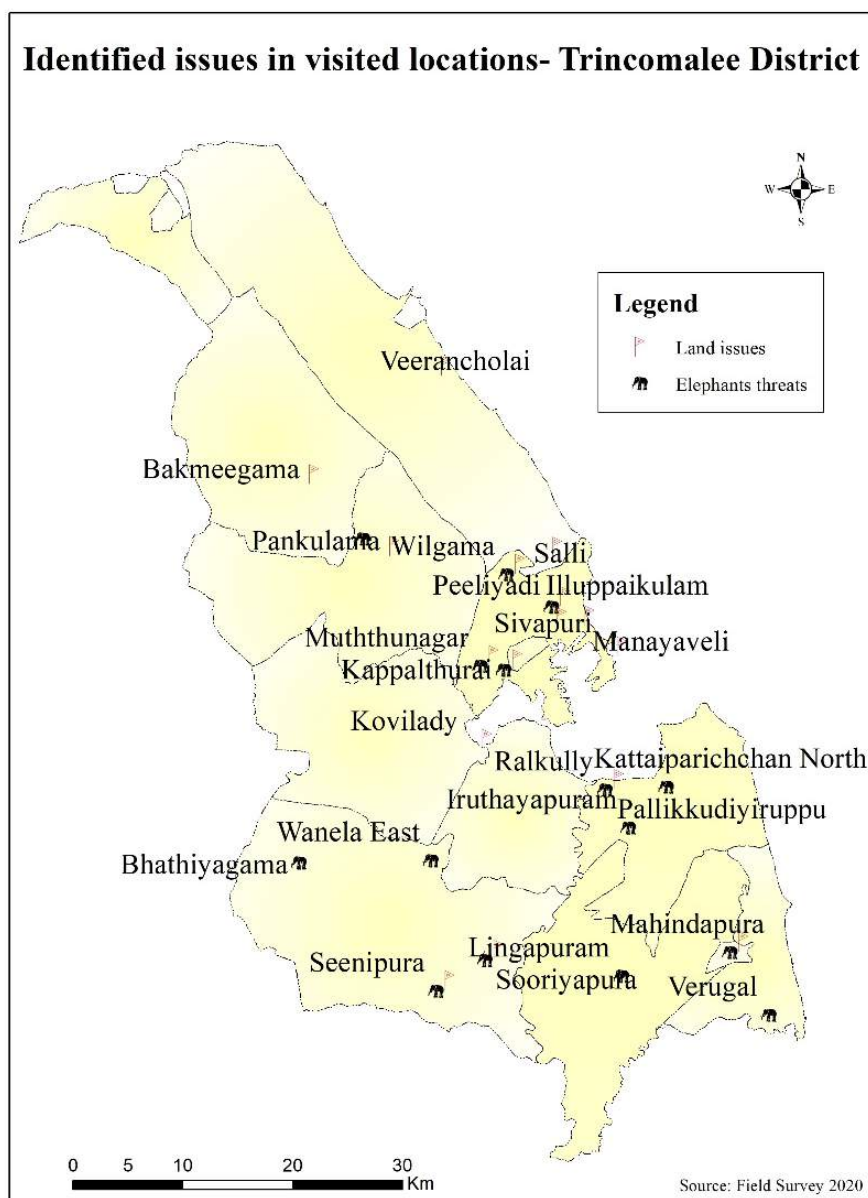 Identified issues in visited locations- Trincomalee District
N
W E
S
Legend
Land issues
Elephants threats
Veerancholai
Bakmeegama
Pankulama
Wilgama
Salli
Peeliyadi
Illuppaikulam
Sivapuri
Muththunagar
Manayaveli
Kappalthurai
Kovilady
Ralkully
Kattaiparichchan North
Iruthayapuram
Pallikkudiyiruppu
Wanela East
Bhathiyagama
Mahindapura
Lingapuram
Seenipura
Sooriyapura
Verugal
0 5 10 20 30
Km
Source: Field Survey 2020